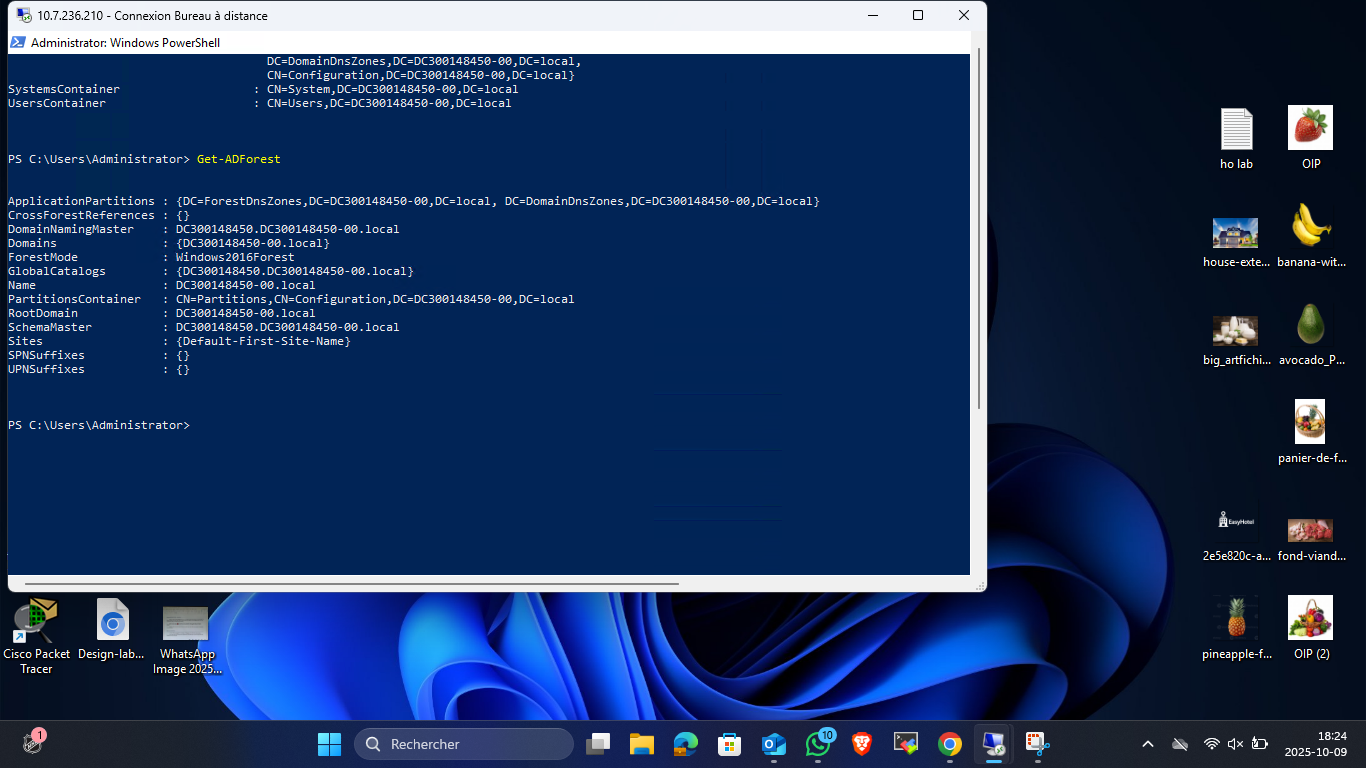 10.7.236.210 - Connexion Bureau à distance
Administrator: Windows PowerShell
DC=DomainDnsZones,DC=DC300148450-00,DC=local,
CN=Configuration,DC=DC300148450-00,DC=local}
SystemsContainer : CN=System,DC=DC300148450-00,DC=local
UsersContainer : CN=Users,DC=DC300148450-00,DC=local
PS C:\Users\Administrator> Get-ADForest
ApplicationPartitions : {DC=ForestDnsZones,DC=DC300148450-00,DC=local, DC=DomainDnsZones,DC=DC300148450-00,DC=local}
CrossForestReferences : {}
DomainNamingMaster : DC300148450.DC300148450-00.local
Domains : {DC300148450-00.local}
ForestMode : Windows2016Forest
GlobalCatalogs : {DC300148450.DC300148450-00.local}
Name : DC300148450-00.local
PartitionsContainer : CN=Partitions,CN=Configuration,DC=DC300148450-00,DC=local
RootDomain : DC300148450-00.local
SchemaMaster : DC300148450.DC300148450-00.local
Sites : {Default-First-Site-Name}
SPNSuffixes : {}
UPNSuffixes : {}
PS C:\Users\Administrator>
ho lab
OIP
house-exte...
banana-wit...
big_artfichi...
avocado_P...
panier-de-f...
EasyHotel
2e5e820c-a...
fond-viand...
pineapple-f...
OIP (2)
Cisco Packet
Tracer
Design-lab...
WhatsApp
Image 2025...
1
Rechercher
10
18:24
2025-10-09